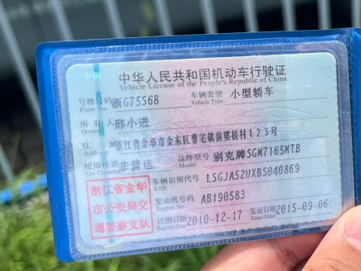 中华人民共和国机动车行驶证
Vehicle License of the People's Republic of China
号牌号码 浙G75S68 车辆类型 小型轿车
Plate No. Vehicle Type
所有人 邢小进
Owner
住址 浙江省金华市金东区曹宅镇 123号
Address
使用性质 非营运 品牌型号 别克牌SGM7165MTB
Use Character Model
车辆识别代号 LSGJA52UXBS040869
VIN
浙江省金华
市公安局交
通警察支队
发动机号码 AB190583
Engine No.
注册日期 2010-12-17 发证日期 2015-09-06
Register Date Issue Date